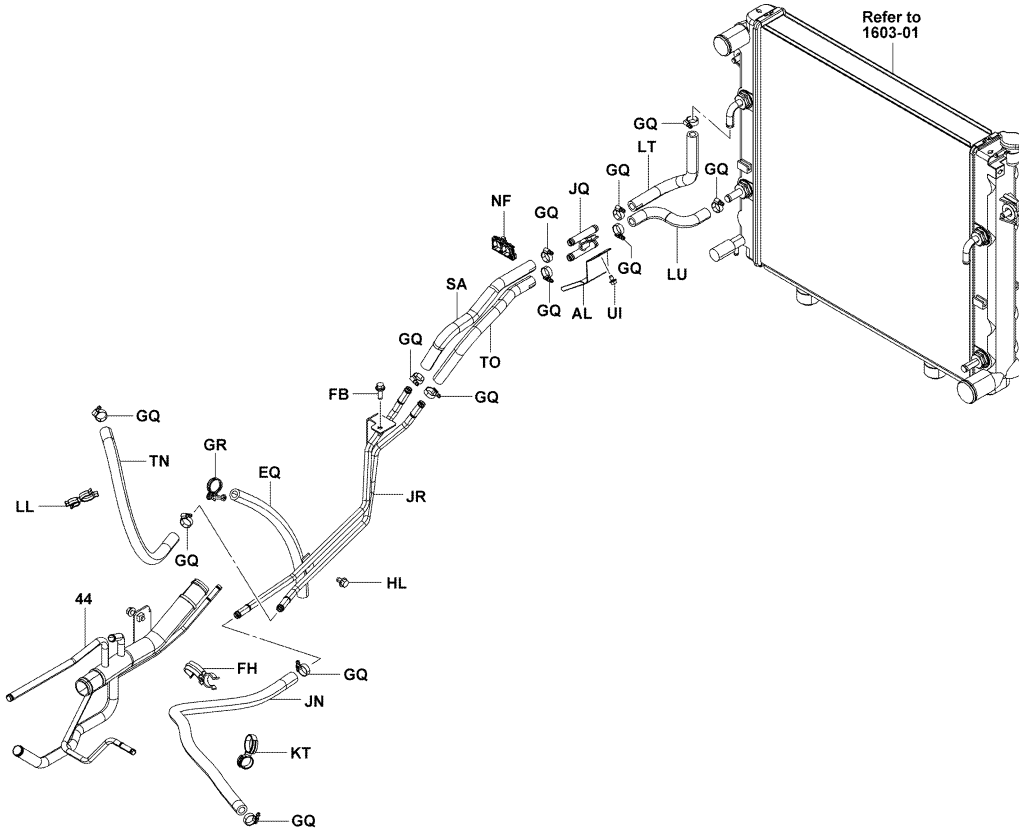 Refer to
1603-01
GQ
LT
GQ
GQ
JQ
NF
GQ
GQ
LU
SA
GQ
AL
UI
GQ
TO
FB
GQ
GQ
GR
TN
EQ
LL
JR
GQ
HL
44
FH
GQ
JN
KT
GQ